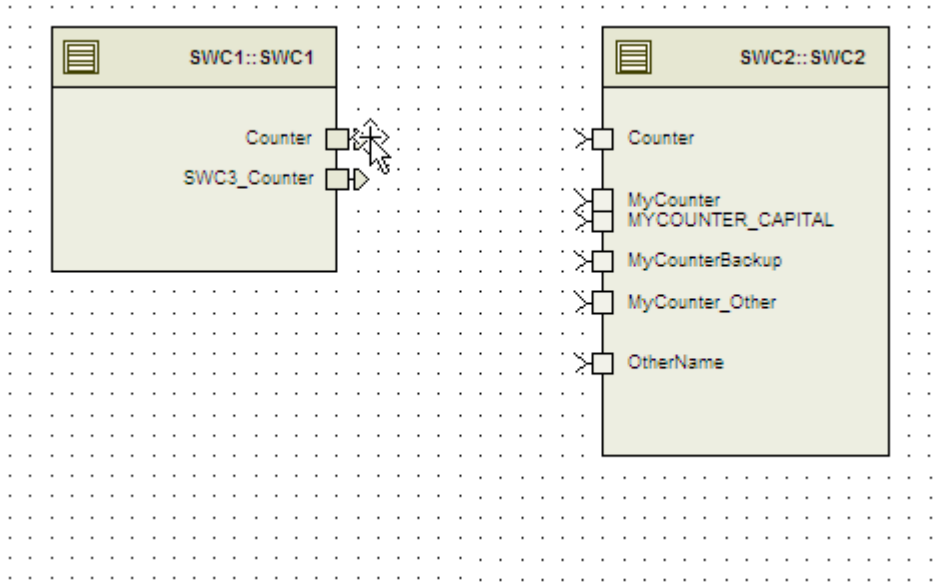 SWC1::SWC1
Counter
SWC3_Counter
SWC2::SWC2
Counter
MyCounter
MYCOUNTER_CAPITAL
MyCounterBackup
MyCounter_Other
OtherName